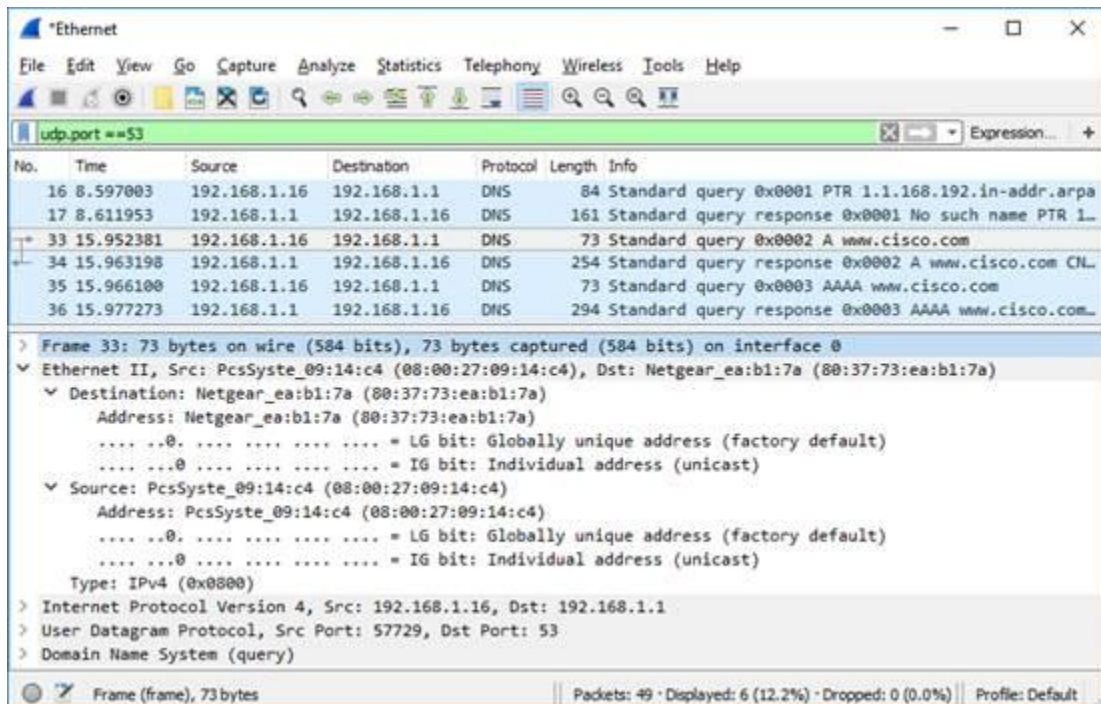 *Ethernet
File Edit View Go Capture Analyze Statistics Telephony Wireless Tools Help
udp.port ==53
Expression... +
No. Time Source Destination Protocol Length Info
16 8.597003 192.168.1.16 192.168.1.1 DNS 84 Standard query 0x0001 PTR 1.1.168.192.in-addr.arpa
17 8.611953 192.168.1.1 192.168.1.16 DNS 161 Standard query response 0x0001 No such name PTR 1…
33 15.952381 192.168.1.16 192.168.1.1 DNS 73 Standard query 0x0002 A www.cisco.com
34 15.963198 192.168.1.1 192.168.1.16 DNS 254 Standard query response 0x0002 A www.cisco.com CN…
35 15.966100 192.168.1.16 192.168.1.1 DNS 73 Standard query 0x0003 AAAA www.cisco.com
36 15.977273 192.168.1.1 192.168.1.16 DNS 294 Standard query response 0x0003 AAAA www.cisco.com…
> Frame 33: 73 bytes on wire (584 bits), 73 bytes captured (584 bits) on interface 0
Ethernet II, Src: PcsSyste_09:14:c4 (08:00:27:09:14:c4), Dst: Netgear_ea:b1:7a (80:37:73:ea:b1:7a)
Destination: Netgear_ea:b1:7a (80:37:73:ea:b1:7a)
Address: Netgear_ea:b1:7a (80:37:73:ea:b1:7a)
.... ..0. .... .... .... .... = LG bit: Globally unique address (factory default)
.... ...0 .... .... .... .... = IG bit: Individual address (unicast)
Source: PcsSyste_09:14:c4 (08:00:27:09:14:c4)
Address: PcsSyste_09:14:c4 (08:00:27:09:14:c4)
.... ..0. .... .... .... .... = LG bit: Globally unique address (factory default)
.... ...0 .... .... .... .... = IG bit: Individual address (unicast)
Type: IPv4 (0x0800)
> Internet Protocol Version 4, Src: 192.168.1.16, Dst: 192.168.1.1
> User Datagram Protocol, Src Port: 57729, Dst Port: 53
> Domain Name System (query)
Frame (frame), 73 bytes
Packets: 49 · Displayed: 6 (12.2%) · Dropped: 0 (0.0%)
Profile: Default